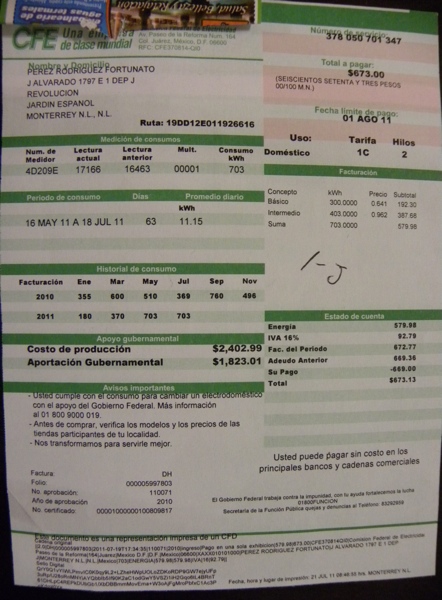 CFE Una empresa de clase mundial
Av. Paseo de la Reforma Num. 164
Col. Juárez, México, D.F. 06600
RFC. CFE370814-QI0
Número de servicio
378 050 701 347
Total a pagar:
$673.00
(SEISCIENTOS SETENTA Y TRES PESOS
00/100 M.N.)
Fecha límite de pago:
01 AGO 11
Nombre y Domicilio
PEREZ RODRIGUEZ FORTUNATO
J ALVARADO 1797 E 1 DEP J
REVOLUCION
JARDIN ESPANOL
MONTERREY N.L., N.L.
Ruta: 19DD12E011926616
Uso: Tarifa Hilos
Doméstico 1C 2
Medición de consumos
Num. de Medidor Lectura actual Lectura anterior Mult. Consumo kWh
4D209E 17166 16463 00001 703
Periodo de consumo Días Promedio diario
kWh
16 MAY 11 A 18 JUL 11 63 11.15
Facturación
Concepto kWh Precio Subtotal
Básico 300.0000 0.641 192.30
Intermedio 403.0000 0.962 387.68
Suma 703.0000 579.98
1-J
Historial de consumo
Facturación Ene Mar May Jul Sep Nov
2010 355 600 510 369 760 496
2011 180 370 703 703
Apoyo gubernamental
Costo de producción $2,402.99
Aportación Gubernamental $1,823.01
Estado de cuenta
Energía 579.98
IVA 16% 92.79
Fac. del Periodo 672.77
Adeudo Anterior 669.36
Su Pago -669.00
Total $673.13
Avisos importantes
- Usted cumple con el consumo para cambiar un electrodoméstico
con el apoyo del Gobierno Federal. Más información
al 01 800 9000 019.
- Antes de comprar, verifica los modelos y los precios de las
tiendas participantes de tu localidad.
- Nos transformamos para servirle mejor.
Usted puede pagar sin costo en los
principales bancos y cadenas comerciales
Factura: DH
Folio 000005997803
No. aprobación: 110071
Año aprobación: 2010
No. certificado: 00001000000100809817
El Gobierno Federal trabaja contra la impunidad, con tu ayuda fortalecemos la lucha
01800FUNCION
Secretaría de la Función Pública quejas y denuncias al Teléfono:
Este documento es una representación impresa de un CFD
Cadena original
Sello Digital
Fecha, hora y lugar de impresión: 21 JUL 11 MONTERREY N.L.